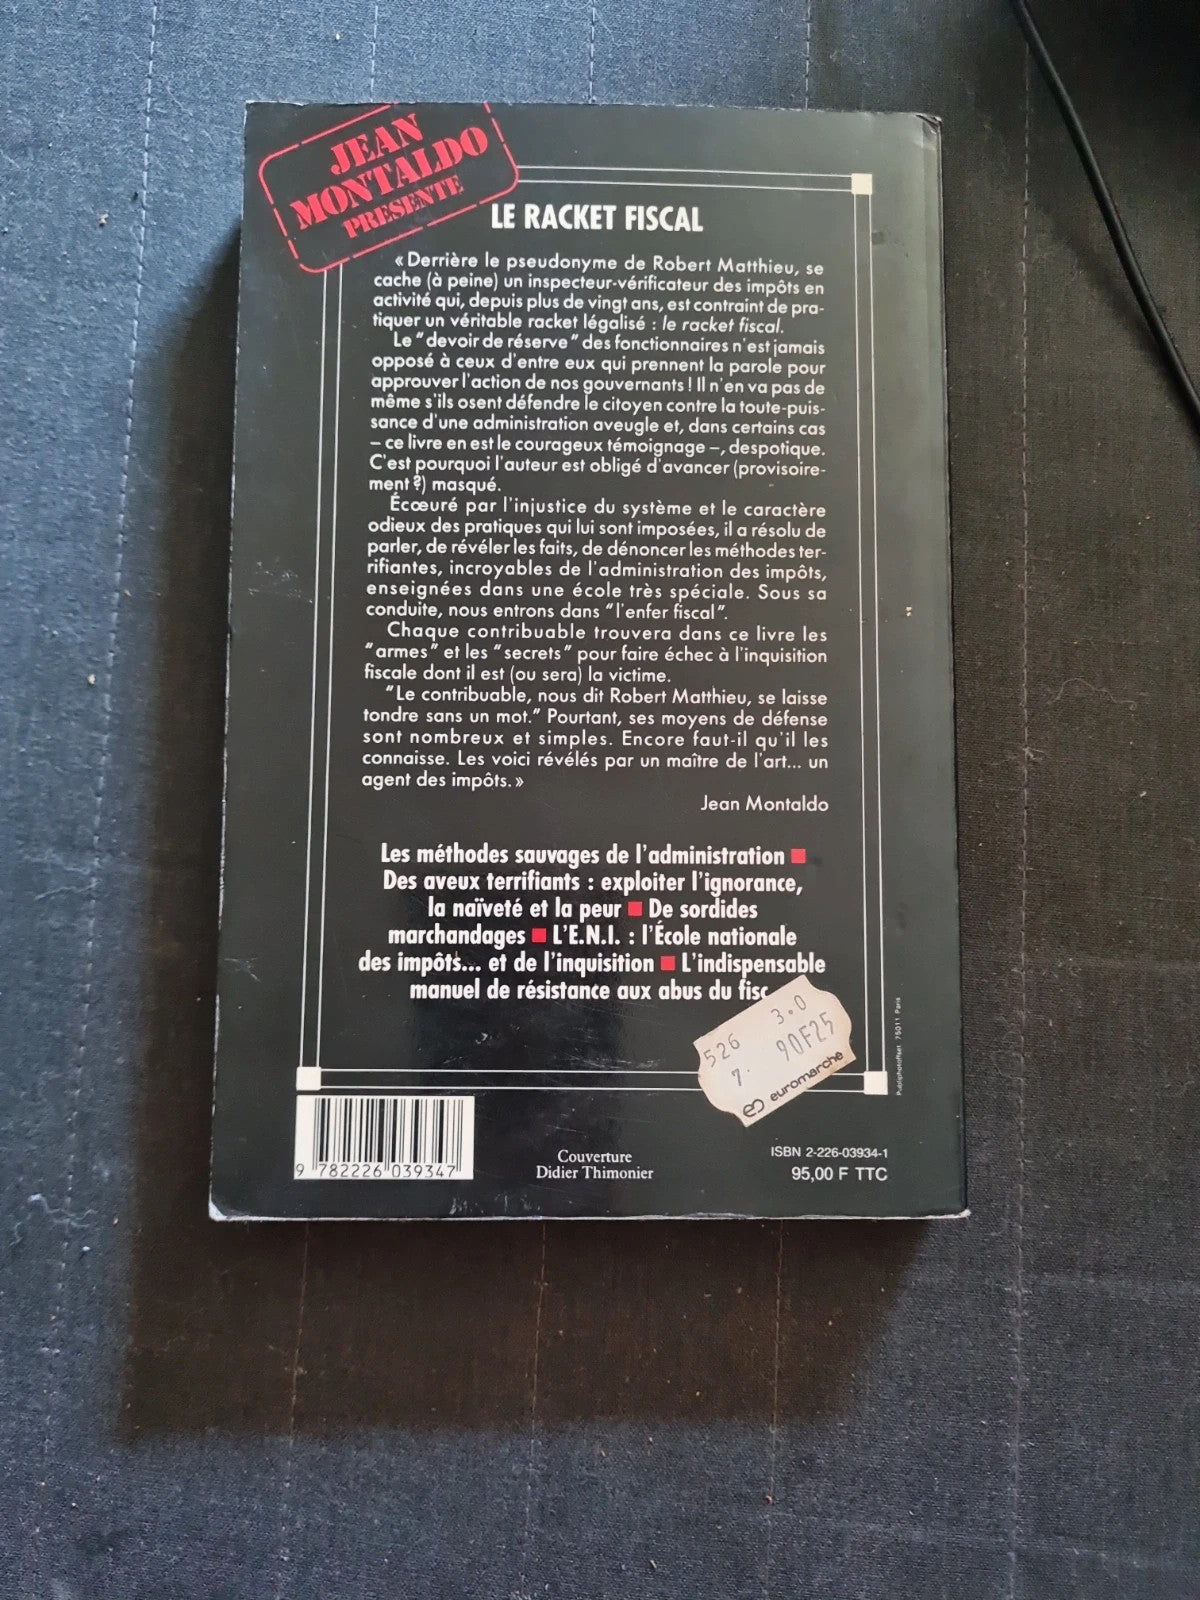 JEAN
MONTALDO
PRÉSENTE
LE RACKET FISCAL
« Derrière le pseudonyme de Robert Matthieu, se
cache (à peine) un inspecteur-vérificateur des impôts en
activité qui, depuis plus de vingt ans, est contraint de pra-
tiquer un véritable racket légalisé : le racket fiscal.
Le "devoir de réserve" des fonctionnaires n'est jamais
opposé à ceux d'entre eux qui prennent la parole pour
approuver l'action de nos gouvernants ! Il n'en va pas de
même s'ils osent défendre le citoyen contre la toute-puis-
sance d'une administration aveugle et, dans certains cas
– ce livre en est le courageux témoignage –, despotique.
C'est pourquoi l'auteur est obligé d'avancer (provisoire-
ment ?) masqué.
Écœuré par l'injustice du système et le caractère
odieux des pratiques qui lui sont imposées, il a résolu de
parler, de révéler les faits, de dénoncer les méthodes ter-
rifiantes, incroyables de l'administration des impôts,
enseignées dans une école très spéciale. Sous sa
conduite, nous entrons dans "l'enfer fiscal".
Chaque contribuable trouvera dans ce livre les
"armes" et les "secrets" pour faire échec à l'inquisition
fiscale dont il est (ou sera) la victime.
"Le contribuable, nous dit Robert Matthieu, se laisse
tondre sans un mot." Pourtant, ses moyens de défense
sont nombreux et simples. Encore faut-il qu'il les
connaisse. Les voici révélés par un maître de l'art... un
agent des impôts. »
Jean Montaldo
Les méthodes sauvages de l'administration ■
Des aveux terrifiants : exploiter l'ignorance,
la naïveté et la peur ■ De sordides
marchandages ■ L'E.N.I. : l'École nationale
des impôts... et de l'inquisition ■ L'indispensable
manuel de résistance aux abus du fisc
526 3.0
7. 90F25
euromarche
Publiphotoffset 75011 Paris
9 782226 039347
Couverture
Didier Thimonier
ISBN 2-226-03934-1
95,00 F TTC